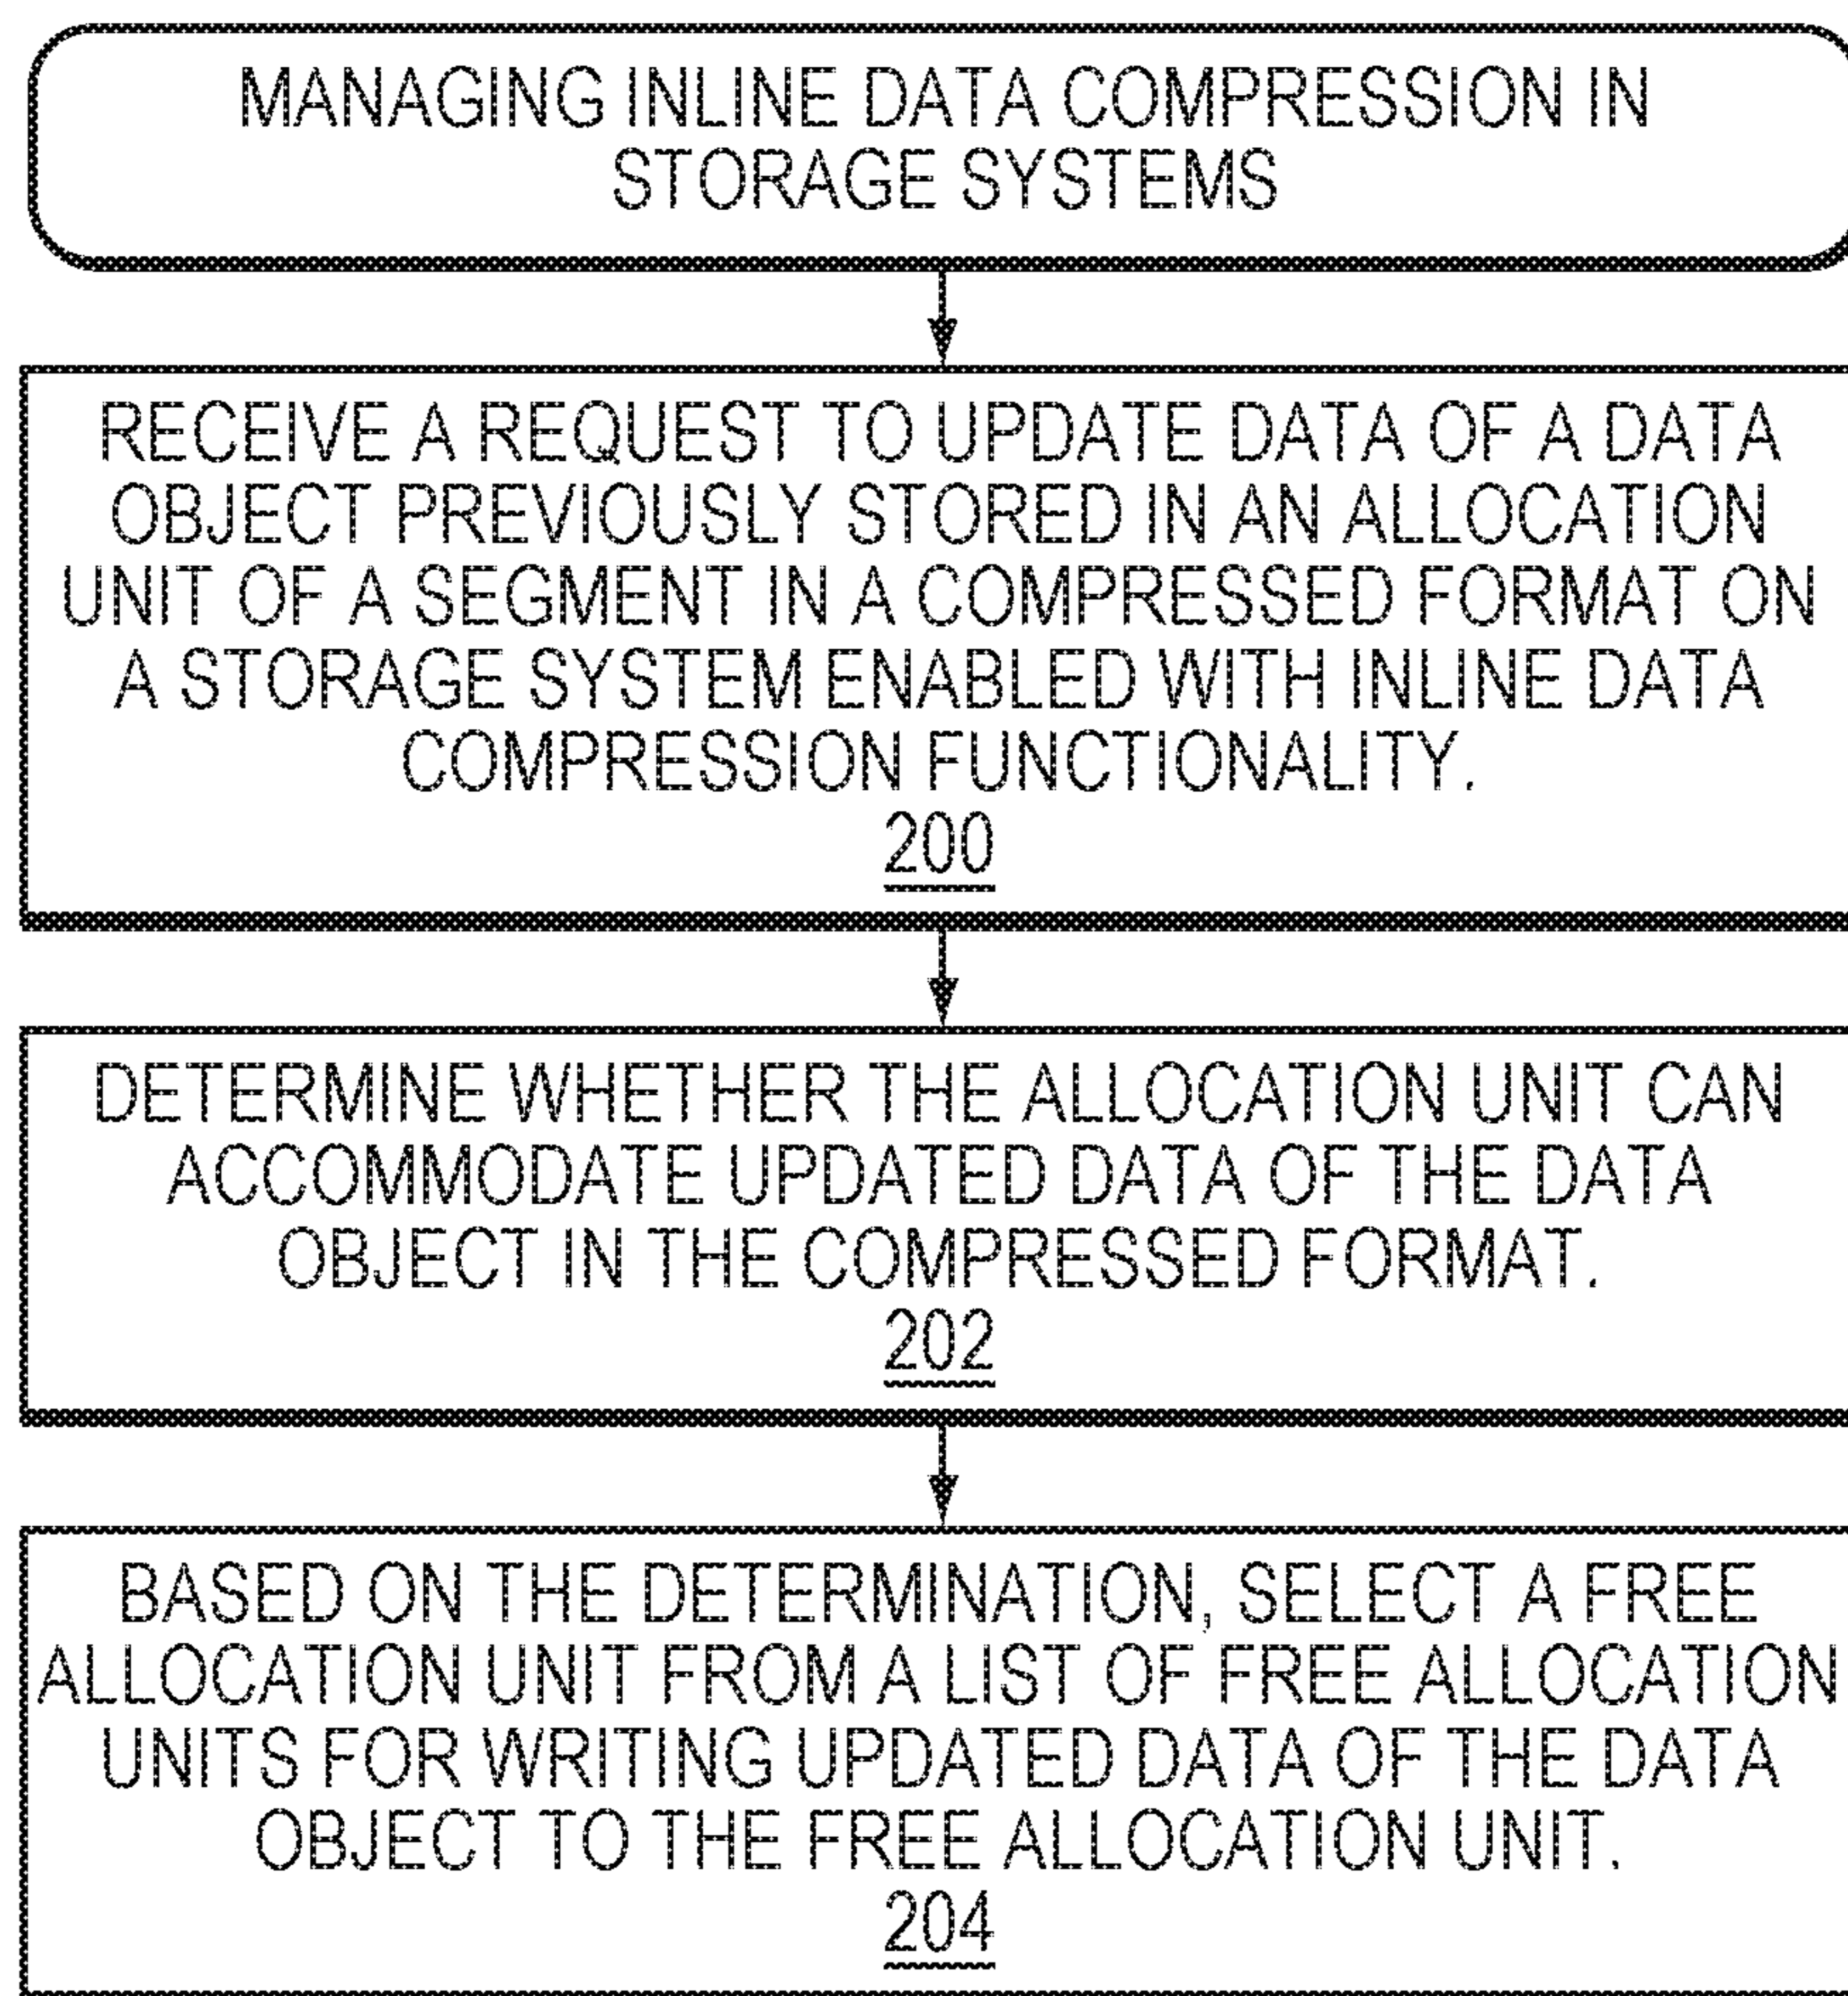 MANAGING INLINE DATA COMPRESSION IN
STORAGE SYSTEMS
RECEIVE A REQUEST TO UPDATE DATA OF A DATA
OBJECT PREVIOUSLY STORED IN AN ALLOCATION
UNIT OF A SEGMENT IN A COMPRESSED FORMAT ON
A STORAGE SYSTEM ENABLED WITH INLINE DATA
COMPRESSION FUNCTIONALITY.
200
DETERMINE WHETHER THE ALLOCATION UNIT CAN
ACCOMMODATE UPDATED DATA OF THE DATA
OBJECT IN THE COMPRESSED FORMAT.
202
BASED ON THE DETERMINATION, SELECT A FREE
ALLOCATION UNIT FROM A LIST OF FREE ALLOCATION
UNITS FOR WRITING UPDATED DATA OF THE DATA
OBJECT TO THE FREE ALLOCATION UNIT.
204